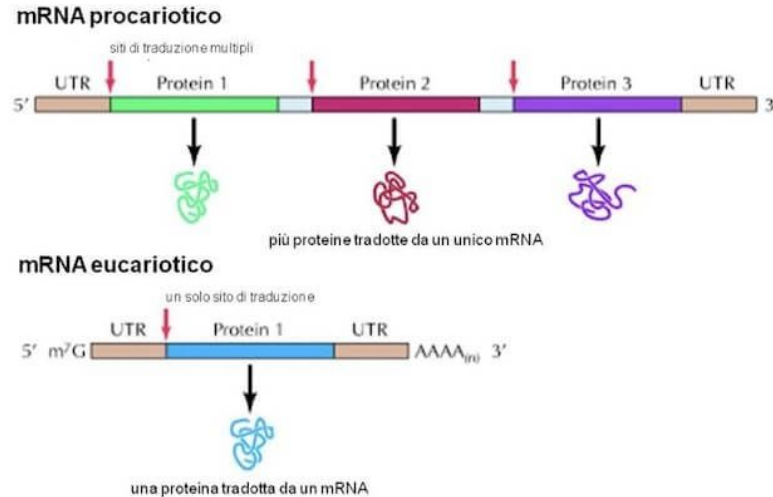 mRNA procariotico
siti di traduzione multipli
UTR Protein 1 Protein 2 Protein 3 UTR
5' 3
più proteine tradotte da un unico mRNA
mRNA eucariotico
un solo sito di traduzione
UTR Protein 1 UTR
5' m7G AAAA(n) 3'
una proteina tradotta da un mRNA